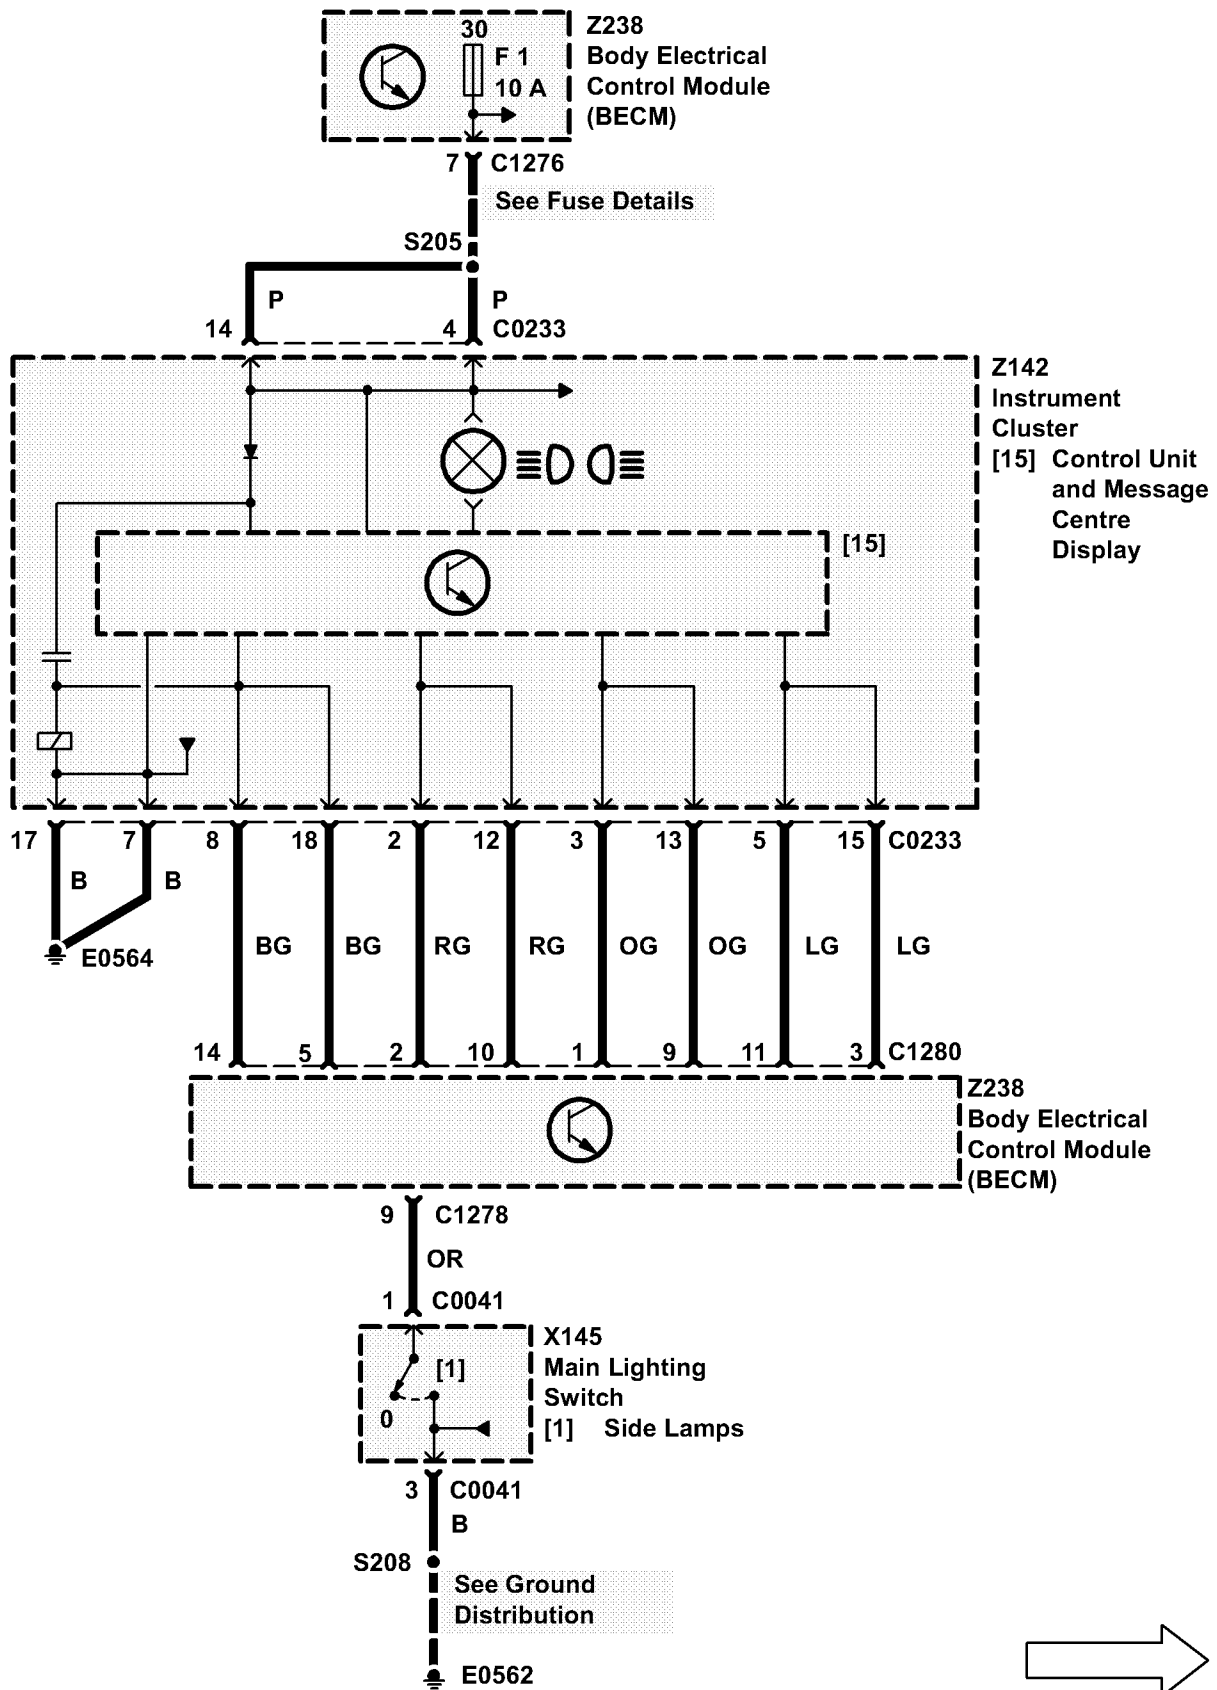 30
F 1
10 A
Z238
Body Electrical
Control Module
(BECM)
7 C1276
See Fuse Details
S205
P P
14 4 C0233
Z142
Instrument
Cluster
[15] Control Unit
and Message
Centre
Display
[15]
17 7 8 18 2 12 3 13 5 15 C0233
B B
E0564
BG BG RG RG OG OG LG LG
14 5 2 10 1 9 11 3 C1280
Z238
Body Electrical
Control Module
(BECM)
9 C1278
OR
1 C0041
X145
Main Lighting
Switch
[1] Side Lamps
[1]
0
3 C0041
B
S208
See Ground
Distribution
E0562